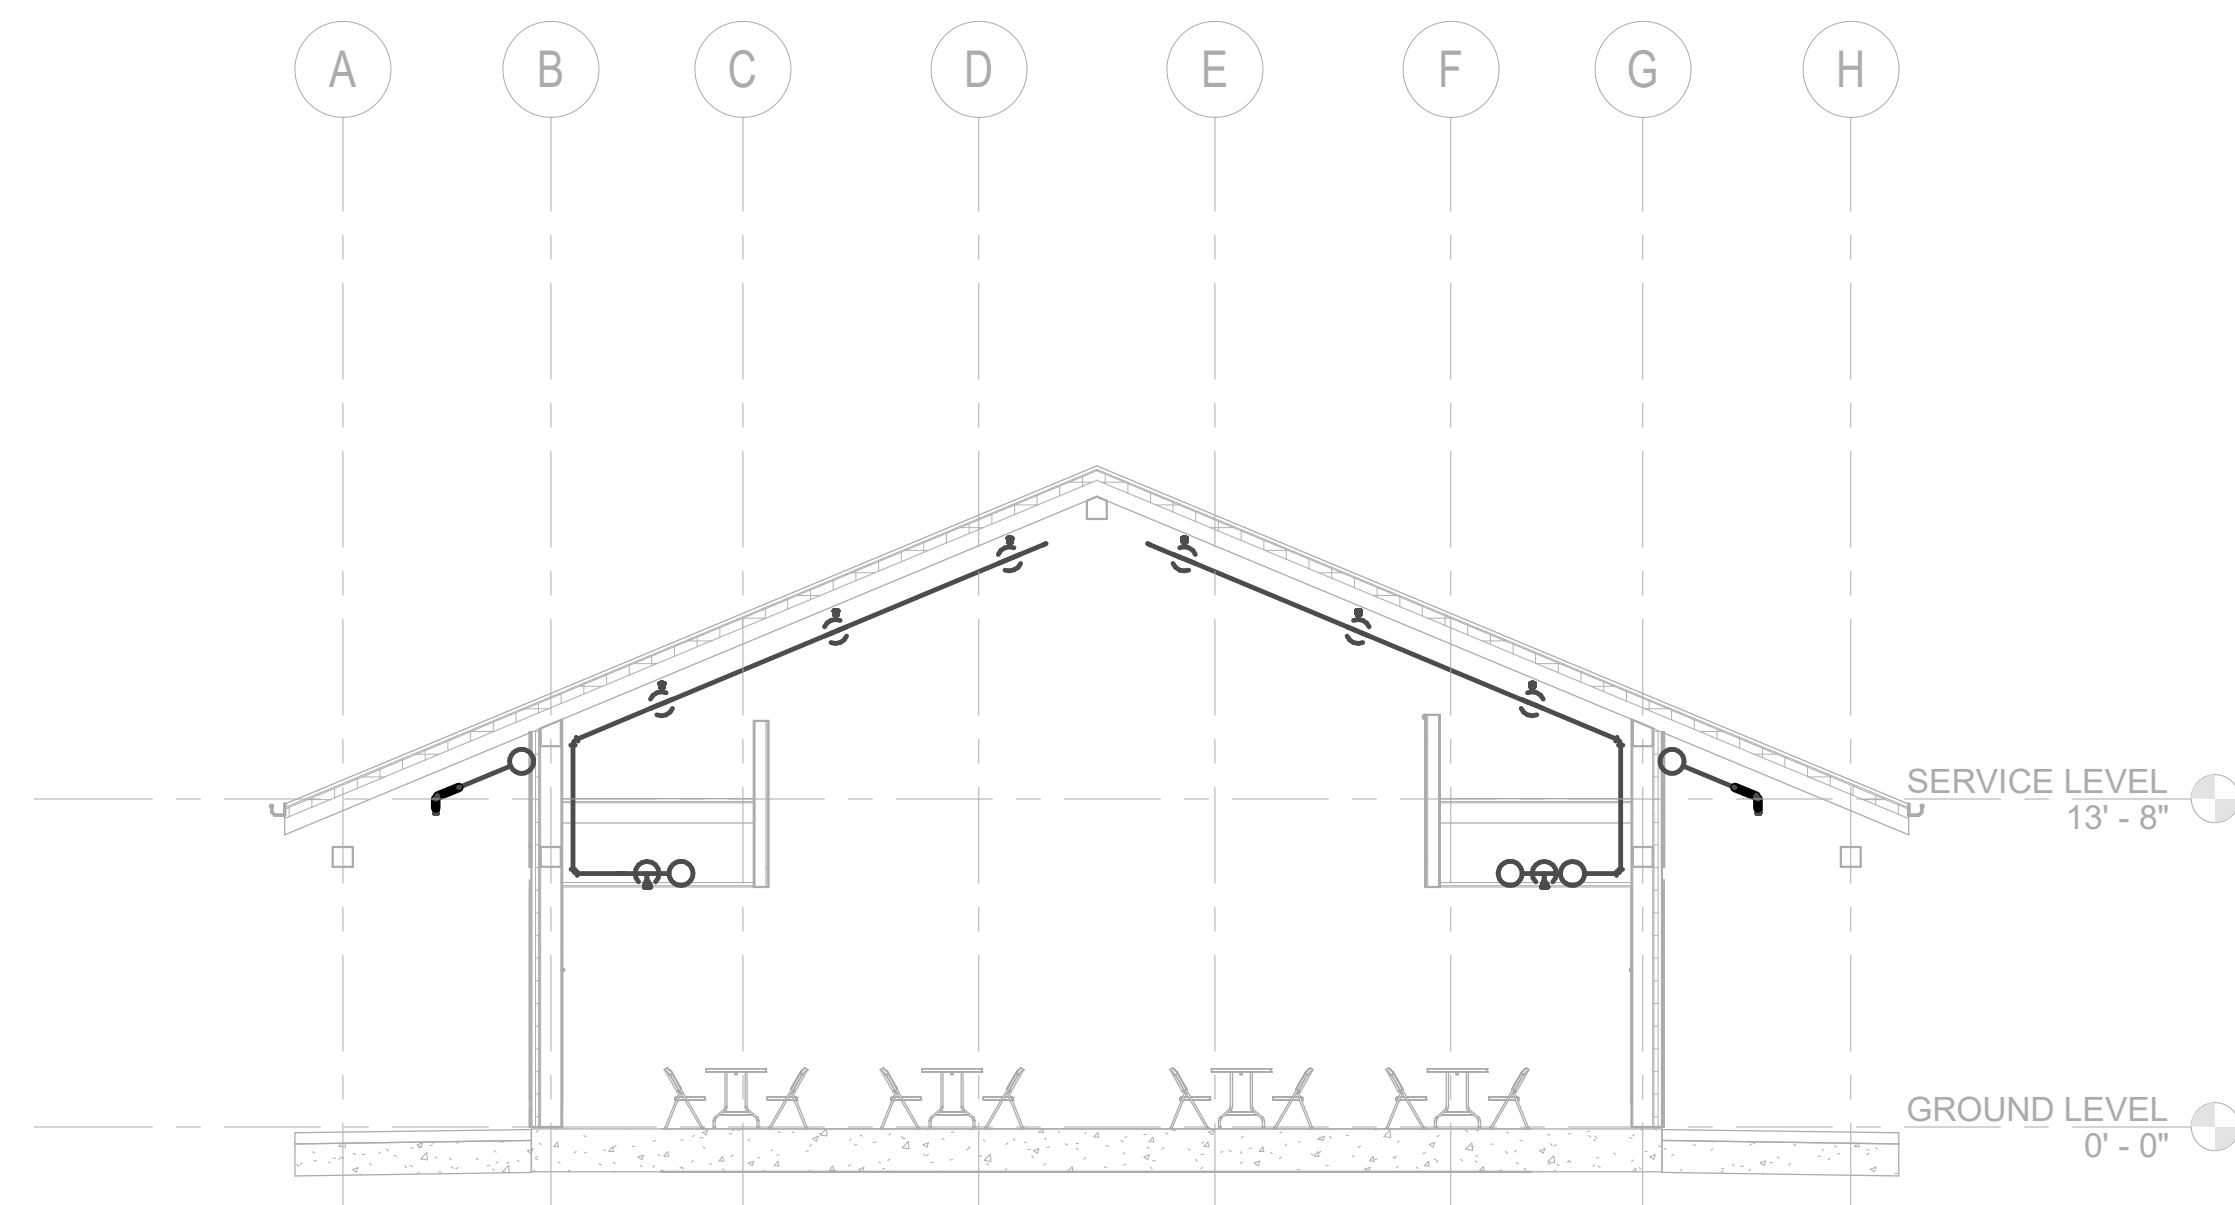 A
B
C
D
E
F
G
H
SERVICE LEVEL
13' - 8"
GROUND LEVEL
0' - 0"